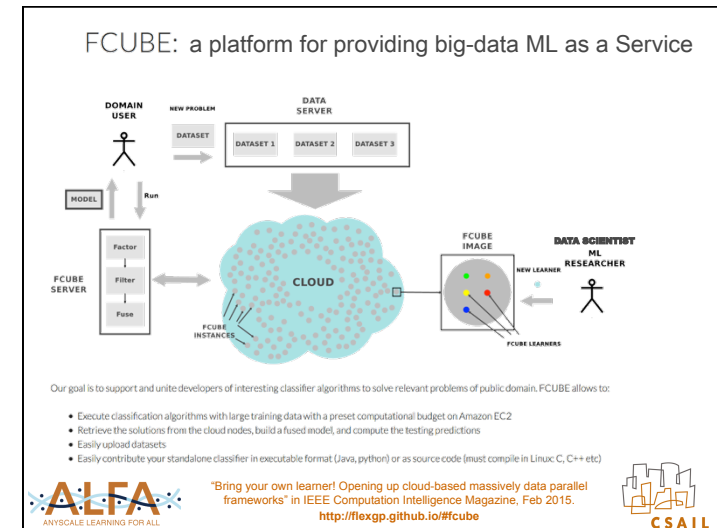 FCUBE: a platform for providing big-data ML as a Service
DOMAIN
USER
NEW PROBLEM
DATASET
DATA
SERVER
DATASET 1
DATASET 2
DATASET 3
MODEL
Run
FCUBE
SERVER
Factor
Filter
Fuse
CLOUD
FCUBE
INSTANCES
FCUBE
IMAGE
NEW LEARNER
DATA SCIENTIST
ML
RESEARCHER
FCUBE LEARNERS
Our goal is to support and unite developers of interesting classifier algorithms to solve relevant problems of public domain. FCUBE allows to:
• Execute classification algorithms with large training data with a preset computational budget on Amazon EC2
• Retrieve the solutions from the cloud nodes, build a fused model, and compute the testing predictions
• Easily upload datasets
• Easily contribute your standalone classifier in executable format (Java, python) or as source code (must compile in Linux: C, C++ etc)
ALFA
ANYSCALE LEARNING FOR ALL
"Bring your own learner! Opening up cloud-based massively data parallel
frameworks" in IEEE Computation Intelligence Magazine, Feb 2015.
http://flexgp.github.io/#fcube
CSAIL